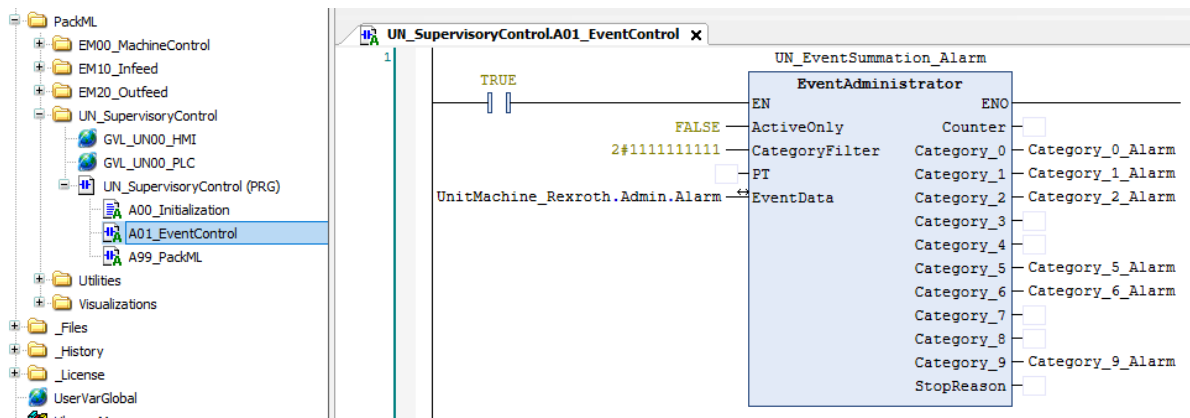 PackML
EM00_MachineControl
EM10_Infeed
EM20_Outfeed
UN_SupervisoryControl
GVL_UN00_HMI
GVL_UN00_PLC
UN_SupervisoryControl (PRG)
A00_Initialization
A01_EventControl
A99_PackML
Utilities
Visualizations
_Files
_History
_License
UserVarGlobal
UN_SupervisoryControl.A01_EventControl X
1
UN_EventSummation_Alarm
TRUE
EventAdministrator
EN ENO
FALSE ActiveOnly Counter
2#1111111111 CategoryFilter Category_0 Category_0_Alarm
PT Category_1 Category_1_Alarm
UnitMachine_Rexroth.Admin.Alarm EventData Category_2 Category_2_Alarm
Category_3
Category_4
Category_5 Category_5_Alarm
Category_6 Category_6_Alarm
Category_7
Category_8
Category_9 Category_9_Alarm
StopReason